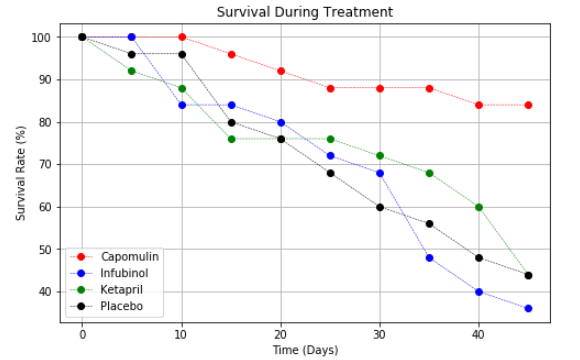 Survival During Treatment
Survival Rate (%)
100
90
80
70
60
50
40
Capomulin
Infubinol
Ketapril
Placebo
0
10
20
30
40
Time (Days)